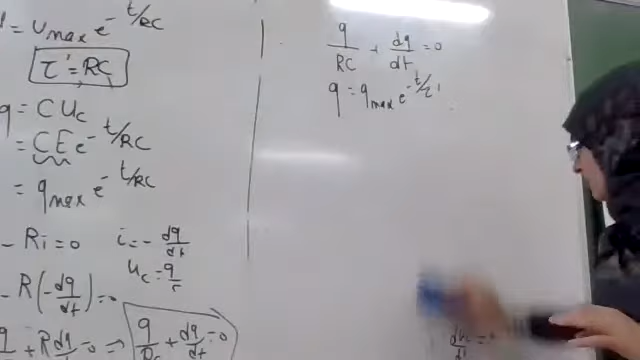 = Umax e^-t/RC
τ' = RC
q = C Uc
= CE e^-t/RC
= qmax e^-t/RC
- Ri = 0   i = - dq/dt
uc = q/c
- R(-dq/dt) = 0
+ R dq/dt = 0 ⇒ q/Rc + dq/dt = 0
q/RC + dq/dt = 0
q = qmax e^-t/τ'